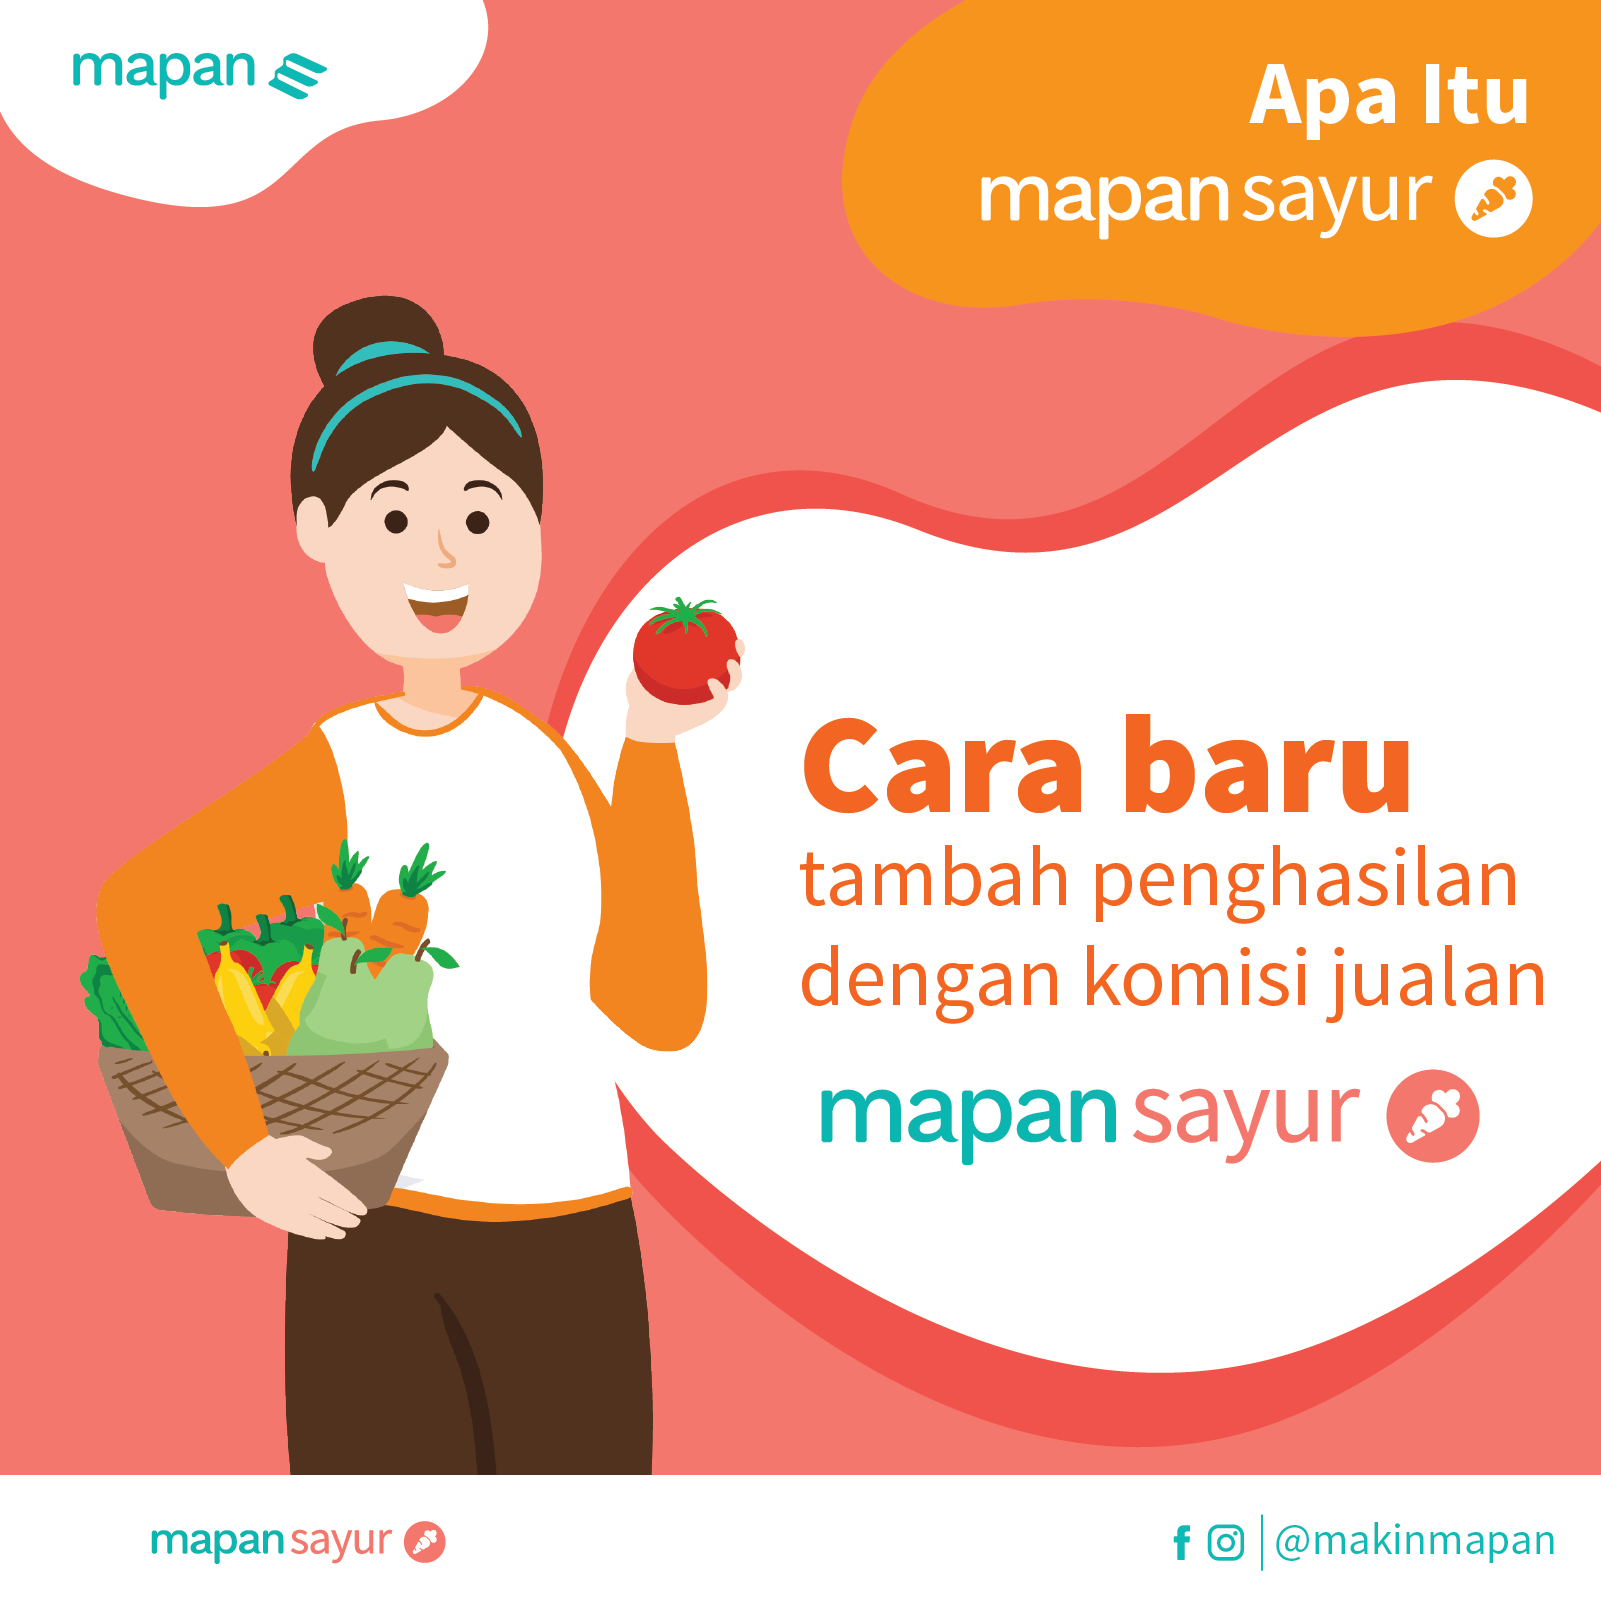 mapan
Apa Itu
mapan sayur
Cara baru
tambah penghasilan
dengan komisi jualan
mapan sayur
mapan sayur
@makinmapan